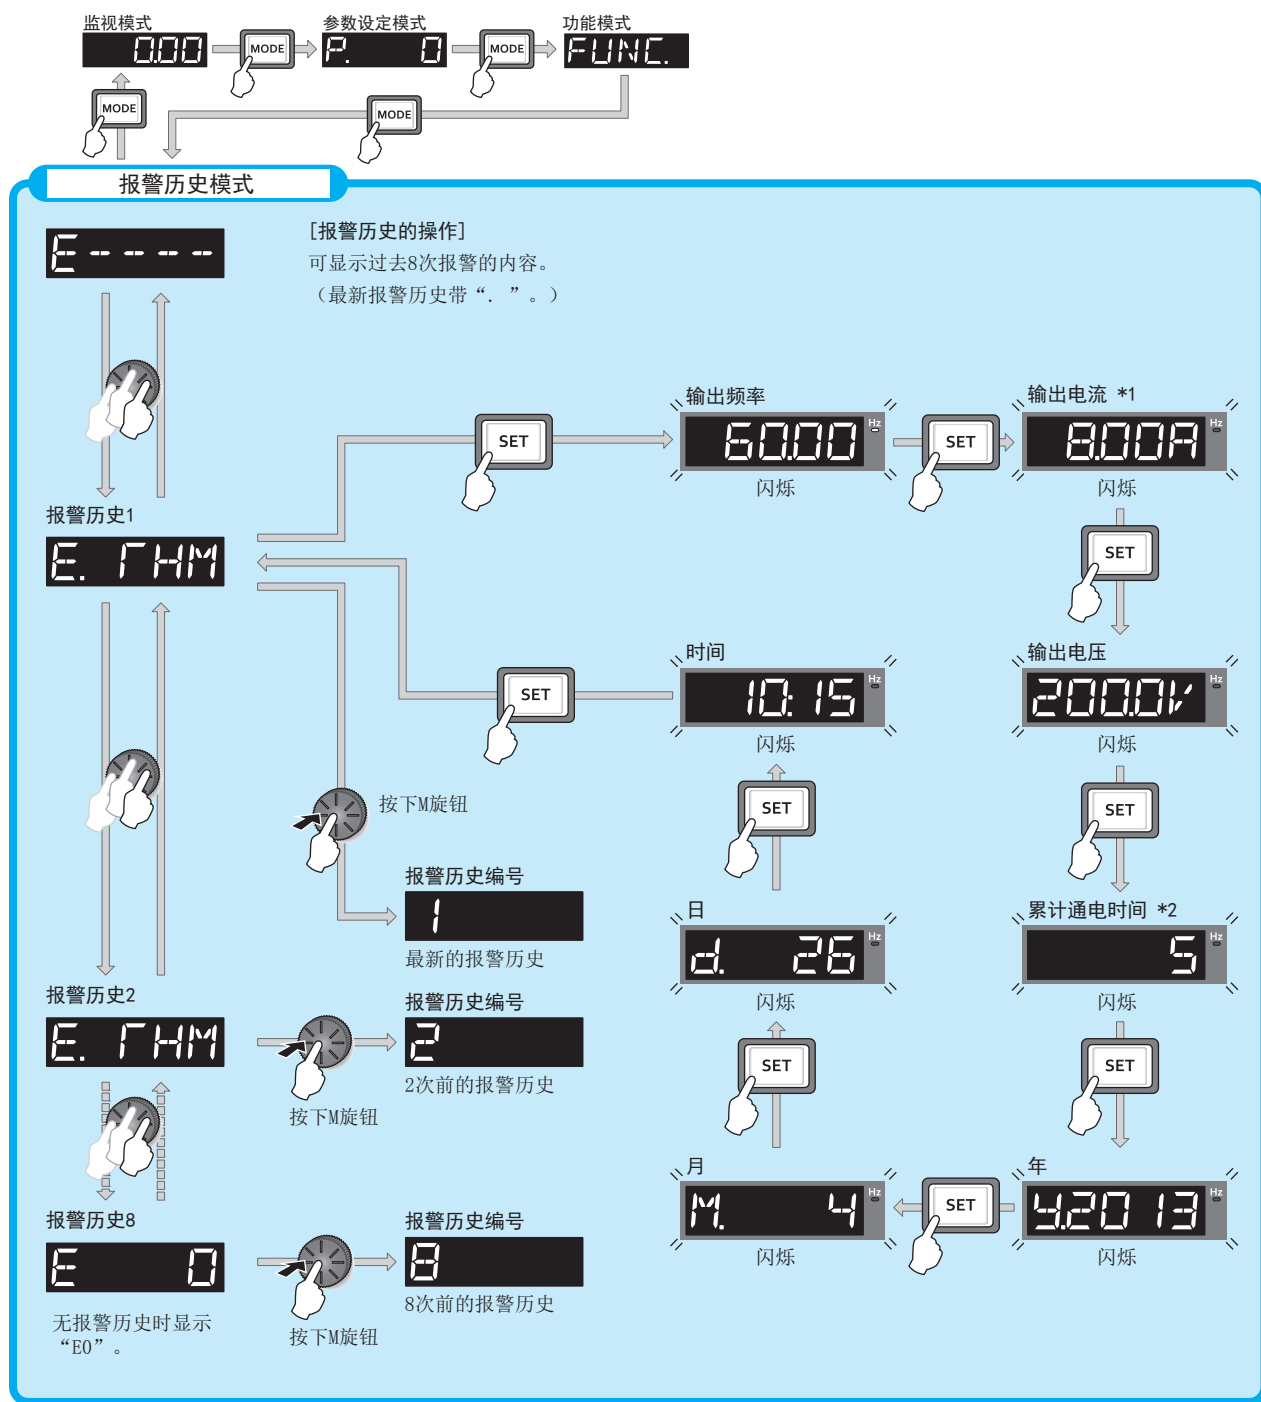 监视模式
参数设定模式
功能模式
0.00
MODE
P. 0
MODE
FUNC.
MODE
MODE
报警历史模式
E----
[报警历史的操作]
可显示过去8次报警的内容。
（最新报警历史带“. ”。）
输出频率
输出电流 *1
SET
60.00
Hz
SET
8.00A
Hz
闪烁
闪烁
报警历史1
E. THM
SET
时间
输出电压
SET
10:15
Hz
200.0V
Hz
闪烁
闪烁
按下M旋钮
SET
SET
报警历史编号
1
最新的报警历史
日
累计通电时间 *2
d. 26
Hz
5
Hz
闪烁
闪烁
报警历史2
报警历史编号
E. THM
2
2次前的报警历史
按下M旋钮
SET
SET
月
年
M. 4
Hz
SET
Y.2013
Hz
闪烁
闪烁
报警历史8
报警历史编号
E 0
8
8次前的报警历史
按下M旋钮
无报警历史时显示
“E0”。